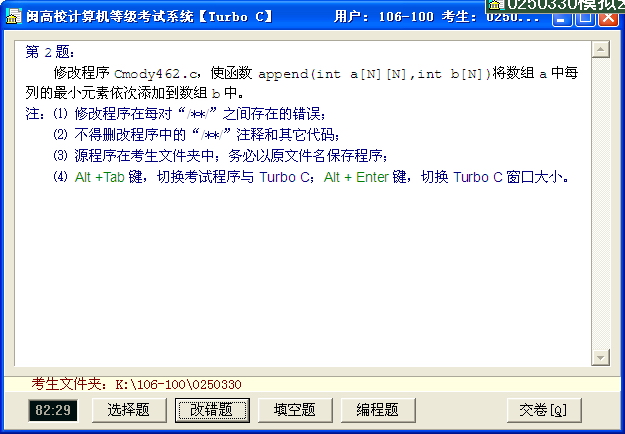 0250330模拟
闽高校计算机等级考试系统【Turbo C】 用户: 106-100 考生: 0250...
第 2 题:
修改程序 Cmody462.c，使函数 append(int a[N][N],int b[N])将数组 a 中每
列的最小元素依次添加到数组 b 中。
注: ⑴ 修改程序在每对“/**/”之间存在的错误;
⑵ 不得删改程序中的“/**/”注释和其它代码;
⑶ 源程序在考生文件夹中; 务必以原文件名保存程序;
⑷ Alt +Tab 键，切换考试程序与 Turbo C; Alt + Enter 键，切换 Turbo C 窗口大小。
考生文件夹: K:\106-100\0250330
82:29 选择题 改错题 填空题 编程题 交卷[Q]